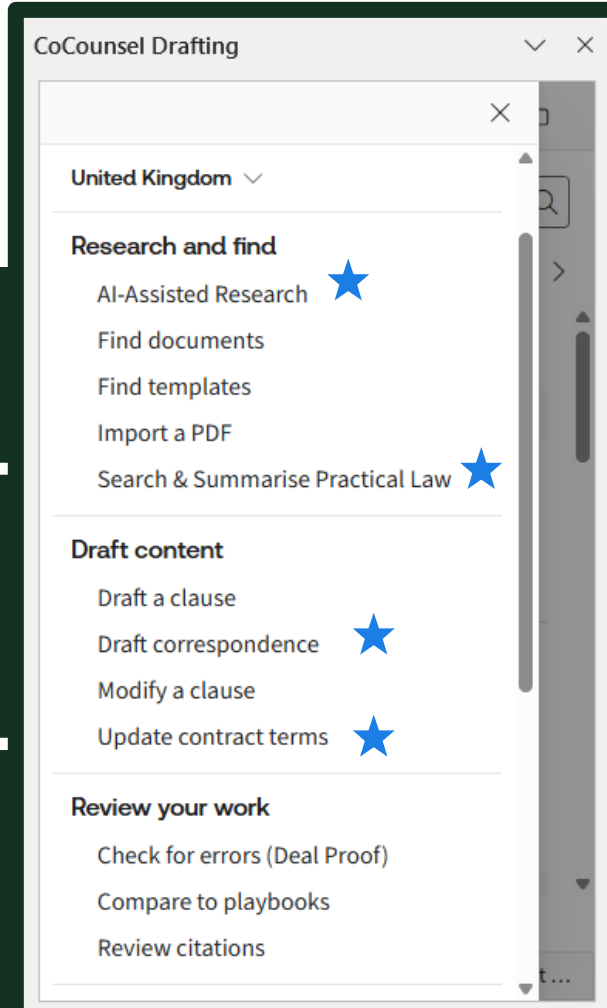 CoCounsel Drafting
United Kingdom
Research and find
AI-Assisted Research
Find documents
Find templates
Import a PDF
Search & Summarise Practical Law
Draft content
Draft a clause
Draft correspondence
Modify a clause
Update contract terms
Review your work
Check for errors (Deal Proof)
Compare to playbooks
Review citations